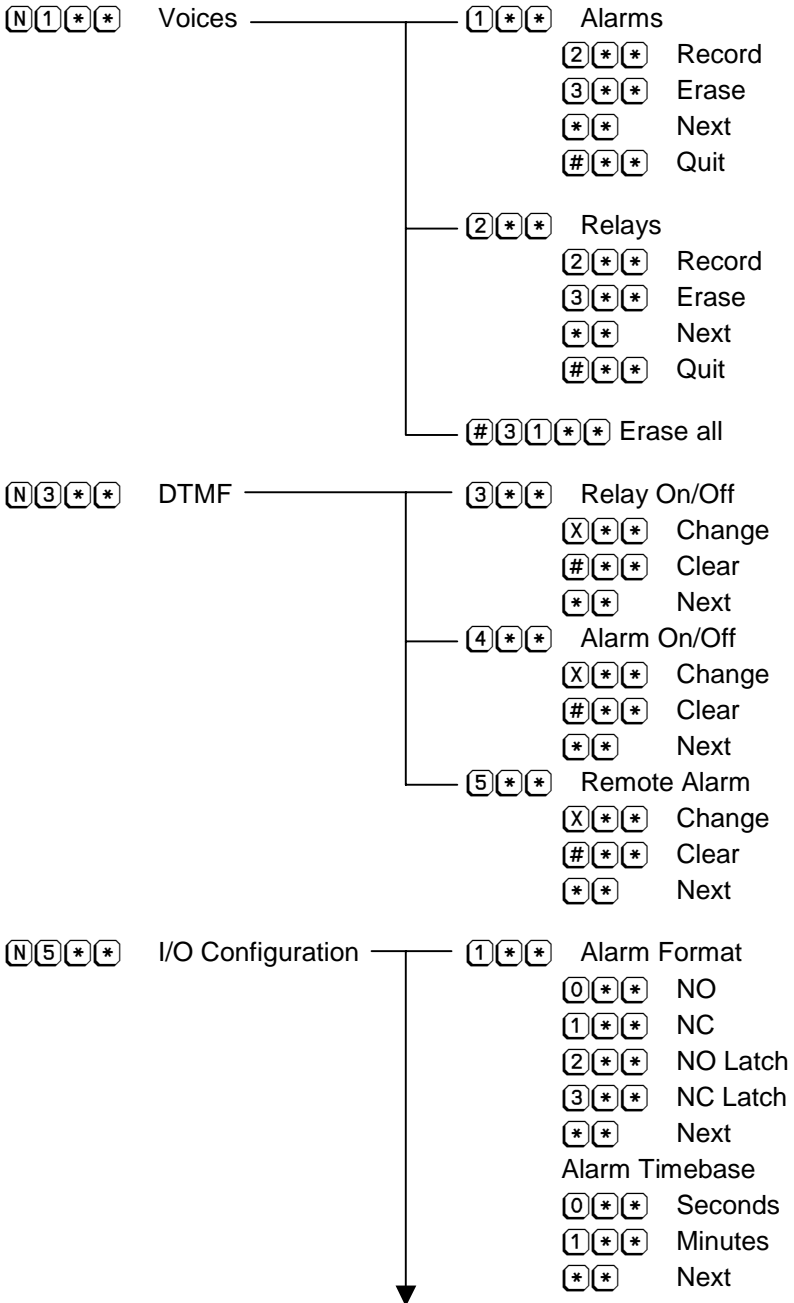 N1** Voices 1** Alarms
2** Record
3** Erase
** Next
#** Quit
2** Relays
2** Record
3** Erase
** Next
#** Quit
#31** Erase all
N3** DTMF 3** Relay On/Off
X** Change
#** Clear
** Next
4** Alarm On/Off
X** Change
#** Clear
** Next
5** Remote Alarm
X** Change
#** Clear
** Next
N5** I/O Configuration 1** Alarm Format
0** NO
1** NC
2** NO Latch
3** NC Latch
** Next
Alarm Timebase
0** Seconds
1** Minutes
** Next